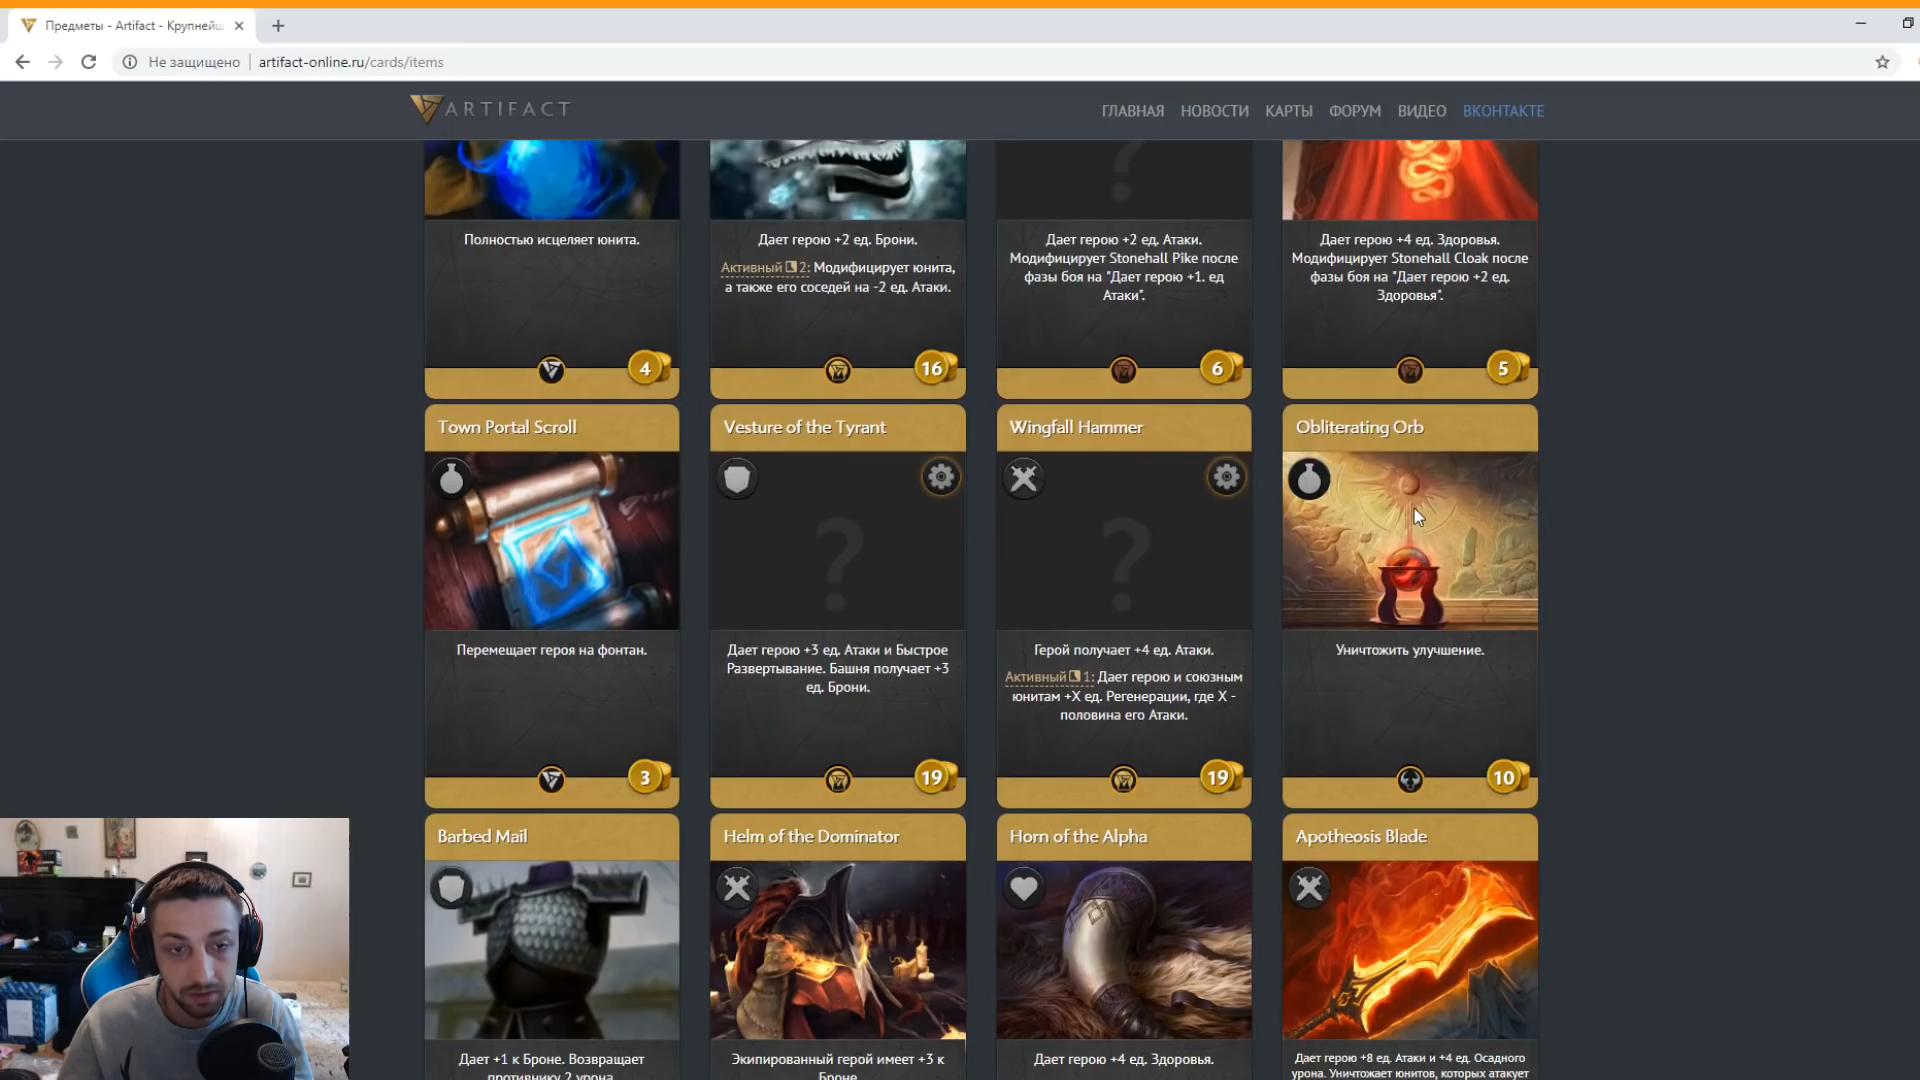 Предметы - Artifact - Крупнейш
Не защищено | artifact-online.ru/cards/items
ARTIFACT
ГЛАВНАЯ НОВОСТИ КАРТЫ ФОРУМ ВИДЕО ВКОНТАКТЕ
Полностью исцеляет юнита.
4
Дает герою +2 ед. Брони.
Активный 2: Модифицирует юнита,
а также его соседей на -2 ед. Атаки.
16
Дает герою +2 ед. Атаки.
Модифицирует Stonehall Pike после
фазы боя на "Дает герою +1. ед
Атаки".
6
Дает герою +4 ед. Здоровья.
Модифицирует Stonehall Cloak после
фазы боя на "Дает герою +2 ед.
Здоровья".
5
Town Portal Scroll
Перемещает героя на фонтан.
3
Vesture of the Tyrant
?
Дает герою +3 ед. Атаки и Быстрое
Развертывание. Башня получает +3
ед. Брони.
19
Wingfall Hammer
?
Герой получает +4 ед. Атаки.
Активный 1: Дает герою и союзным
юнитам +X ед. Регенерации, где X -
половина его Атаки.
19
Obliterating Orb
Уничтожить улучшение.
10
Barbed Mail
Дает +1 к Броне. Возвращает
противнику 2 урона
Helm of the Dominator
Экипированный герой имеет +3 к
Броне
Horn of the Alpha
Дает герою +4 ед. Здоровья.
Apotheosis Blade
Дает герою +8 ед. Атаки и +4 ед. Осадного
урона. Уничтожает юнитов, которых атакует